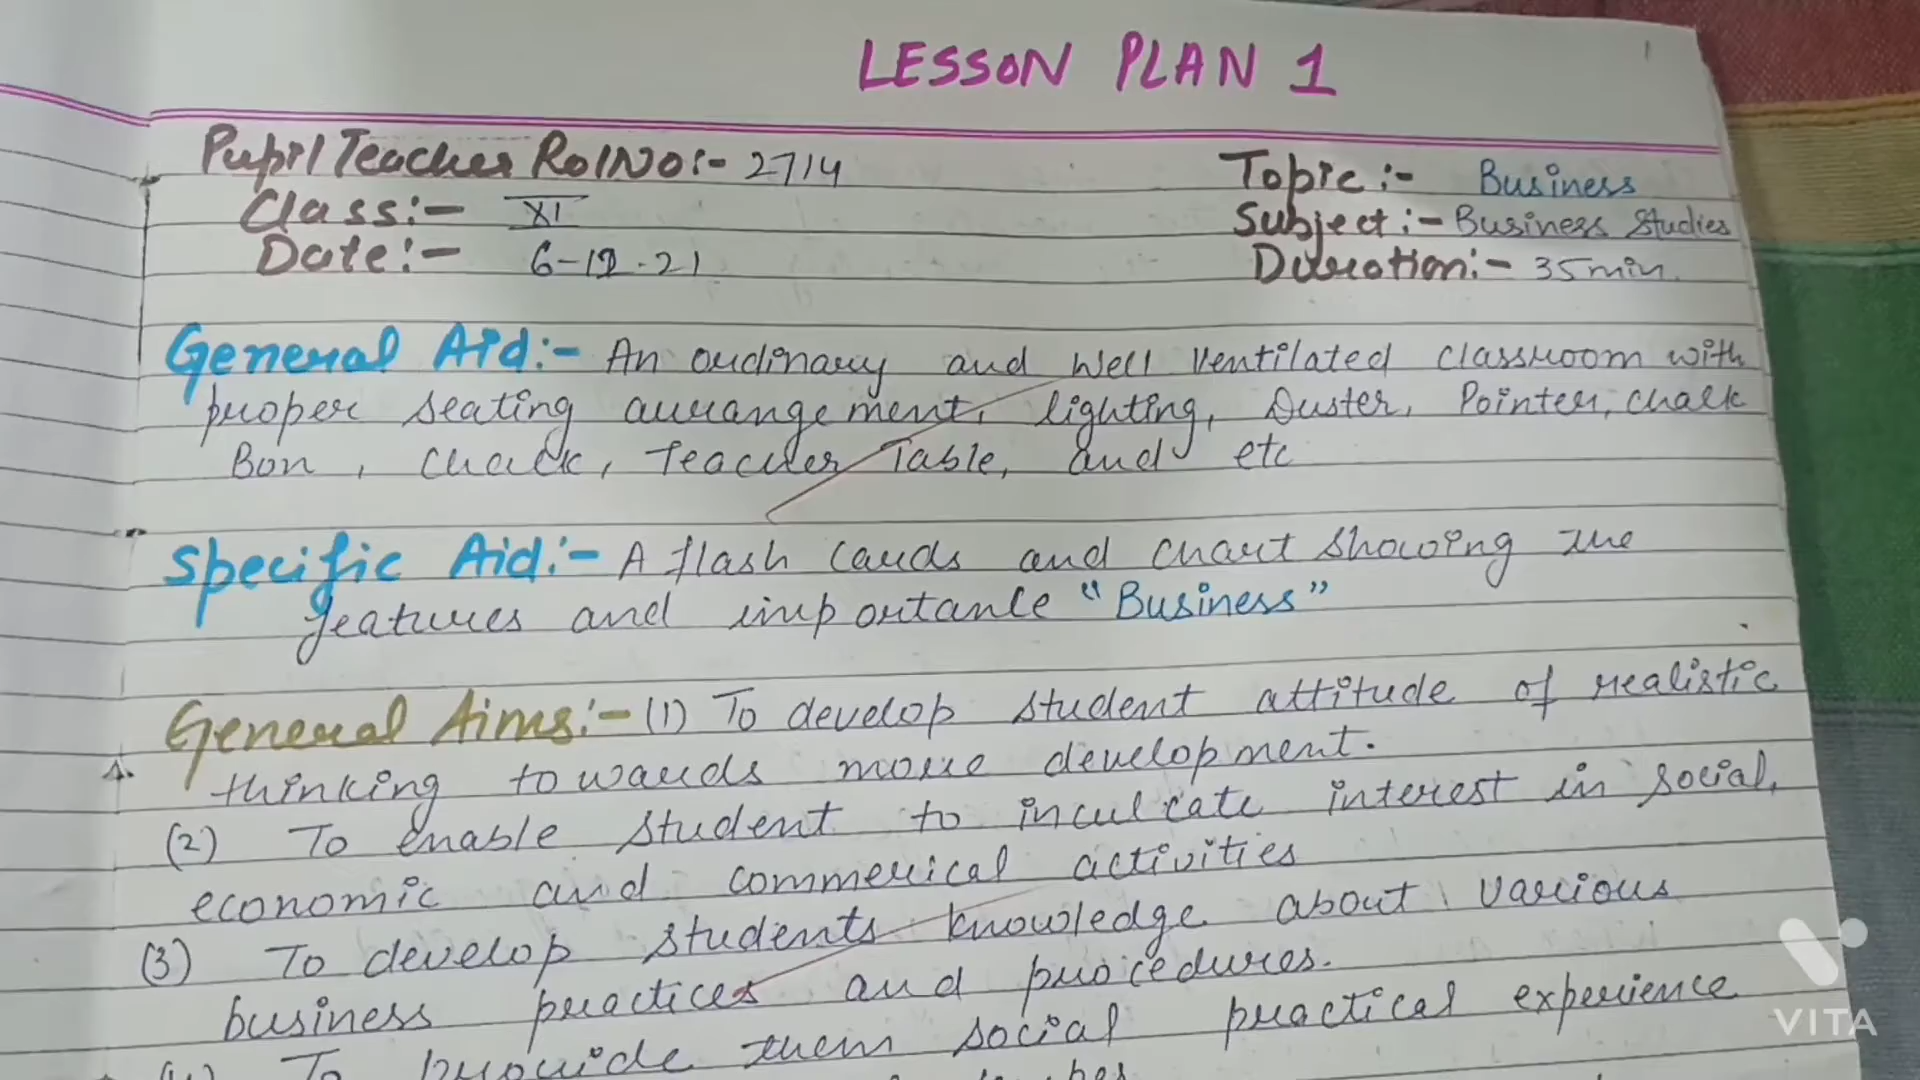 LESSON PLAN 1
1
Pupil Teacher Rol No:- 2714
Topic:- Business
Class:- XI
Subject:- Business Studies
Date:- 6-12-21
Duration:- 35 min.
General Aid:- An ordinary and well ventilated classroom with
proper seating arrangement, lighting, Duster, Pointer, chalk
Box, Chalk, Teacher Table, and etc
Specific Aid:- A flash cards and chart showing the
features and importance "Business"
General Aims:- (1) To develop student attitude of realistic
thinking towards more development.
(2) To enable student to inculcate interest in social,
economic and commerical activities
(3) To develop students knowledge about various
business practices and procedures.
To provide them social practical experience
VITA